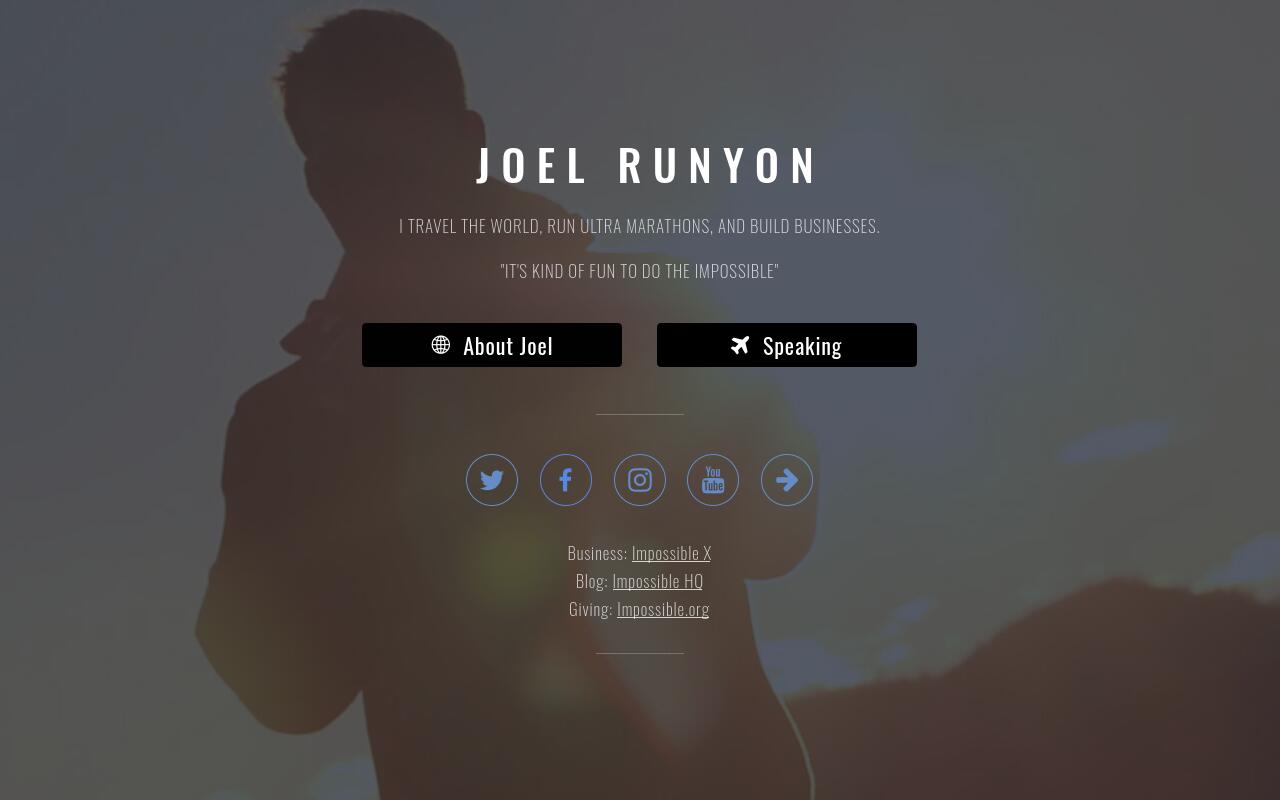 JOEL RUNYON
I TRAVEL THE WORLD, RUN ULTRA MARATHONS, AND BUILD BUSINESSES.
"IT'S KIND OF FUN TO DO THE IMPOSSIBLE"
About Joel
Speaking
You
Tube
Business: Impossible X
Blog: Impossible HQ
Giving: Impossible.org